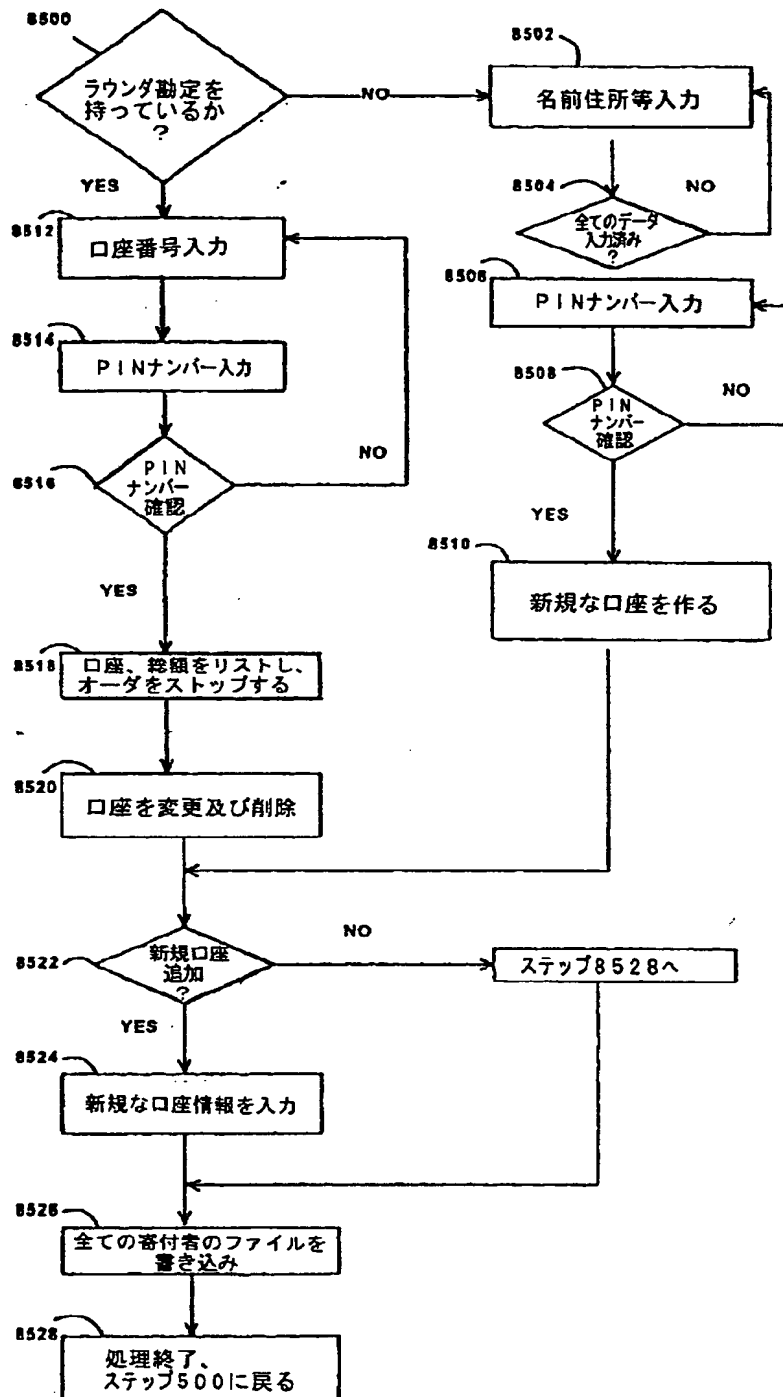 8500
ラウンダ勘定を
持っているか
?
NO
YES
8502
名前住所等入力
8504
全てのデータ
入力済み
?
NO
8506
PINナンバー入力
8508
PIN
ナンバー
確認
NO
YES
8510
新規な口座を作る
8512
口座番号入力
8514
PINナンバー入力
8516
PIN
ナンバー
確認
NO
YES
8518
口座、総額をリストし、
オーダをストップする
8520
口座を変更及び削除
8522
新規口座
追加
?
NO
ステップ8528へ
YES
8524
新規な口座情報を入力
8526
全ての寄付者のファイルを
書き込み
8528
処理終了、
ステップ500に戻る